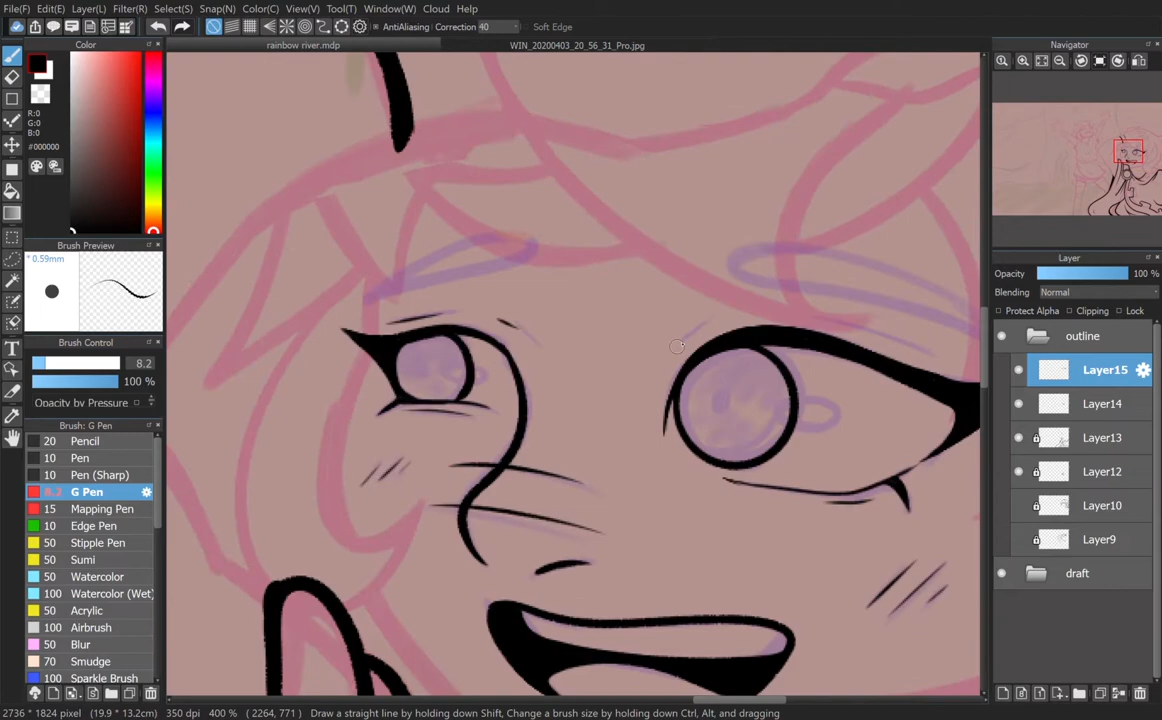 File(F) Edit(E) Layer(L) Filter(R) Select(S) Snap(N) Color(C) View(V) Tool(T) Window(W) Cloud Help
AntiAliasing Correction 40 Soft Edge
Color
rainbow river.mdp
WIN_20200403_20_56_31_Pro.jpg
Navigator
R:0
G:0
B:0
#000000
Brush Preview
* 0.59mm
Brush Control
8.2
100 %
Opacity by Pressure
Brush: G Pen
20 Pencil
10 Pen
10 Pen (Sharp)
8.2 G Pen
15 Mapping Pen
10 Edge Pen
50 Stipple Pen
50 Sumi
50 Watercolor
100 Watercolor (Wet)
50 Acrylic
100 Airbrush
50 Blur
70 Smudge
100 Sparkle Brush
Layer
Opacity 100 %
Blending Normal
Protect Alpha Clipping Lock
outline
Layer15
Layer14
Layer13
Layer12
Layer10
Layer9
draft
2736 * 1824 pixel (19.9 * 13.2cm) 350 dpi 400 % ( 2264, 771 ) Draw a straight line by holding down Shift, Change a brush size by holding down Ctrl, Alt, and dragging